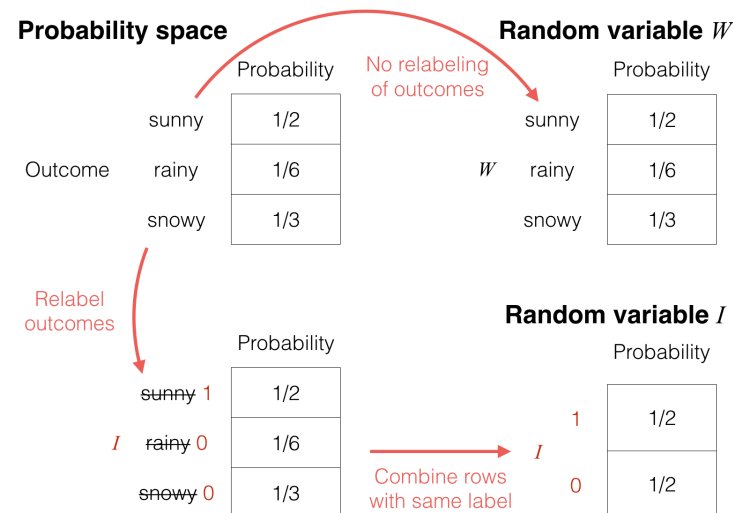 Probability space
Random variable W
Probability
No relabeling
of outcomes
Probability
sunny 1/2
Outcome rainy 1/6
snowy 1/3
sunny 1/2
W rainy 1/6
snowy 1/3
Relabel
outcomes
Random variable I
Probability
Probability
sunny 1 1/2
I rainy 0 1/6
snowy 0 1/3
Combine rows
with same label
1 1/2
I
0 1/2